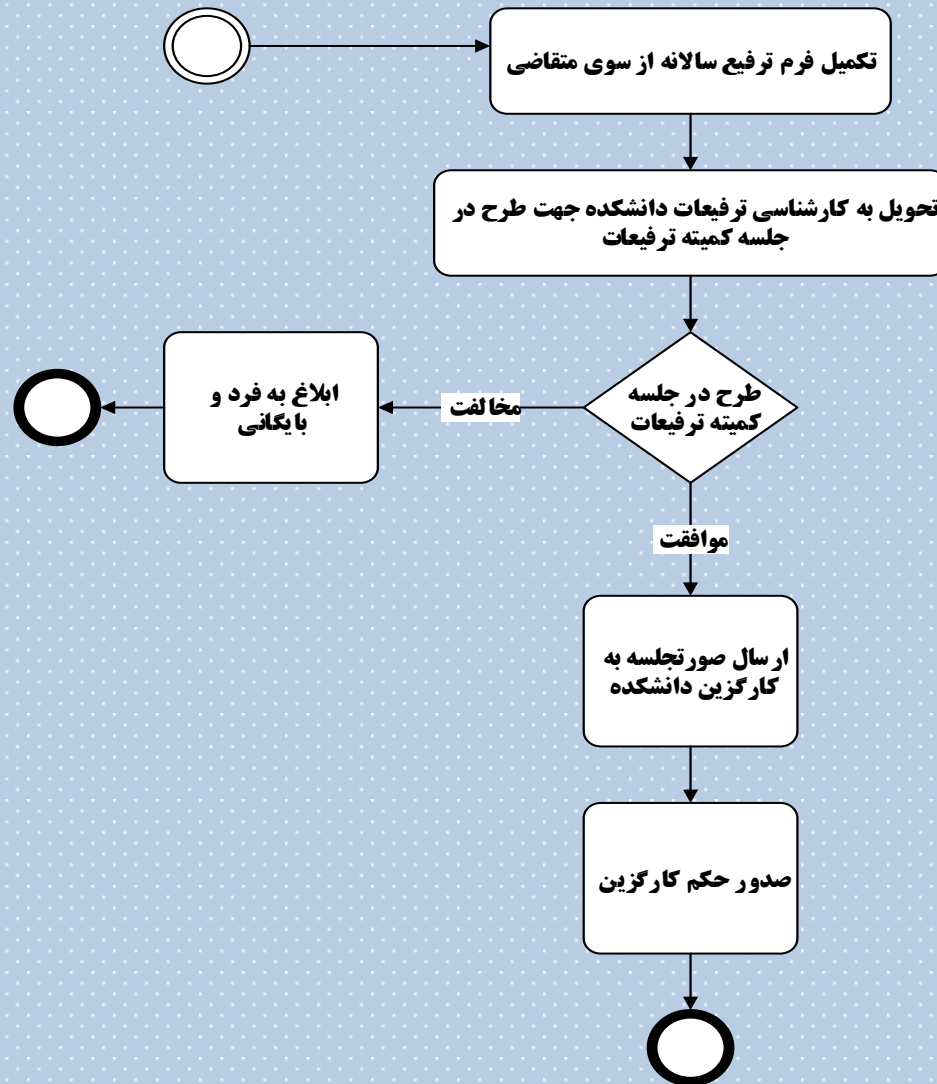 تکمیل فرم ترفیع سالانه از سوی متقاضی
تحویل به کارشناسی ترفیعات دانشکده جهت طرح در
جلسه کمیته ترفیعات
طرح در جلسه
کمیته ترفیعات
مخالفت
ابلاغ به فرد و
بایگانی
موافقت
ارسال صورتجلسه به
کارگزین دانشکده
صدور حکم کارگزین